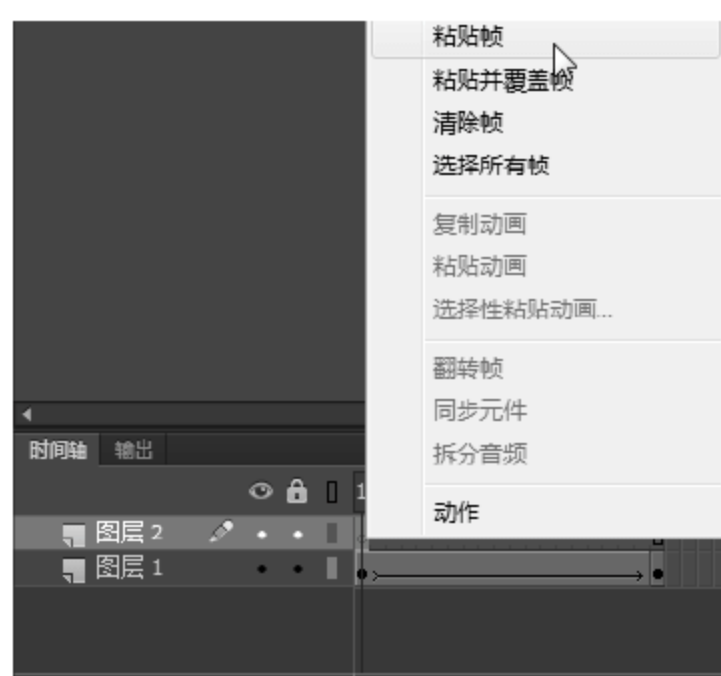 粘贴帧
粘贴并覆盖帧
清除帧
选择所有帧
复制动画
粘贴动画
选择性粘贴动画...
翻转帧
同步元件
拆分音频
动作
时间轴 输出
1
图层 2
图层 1